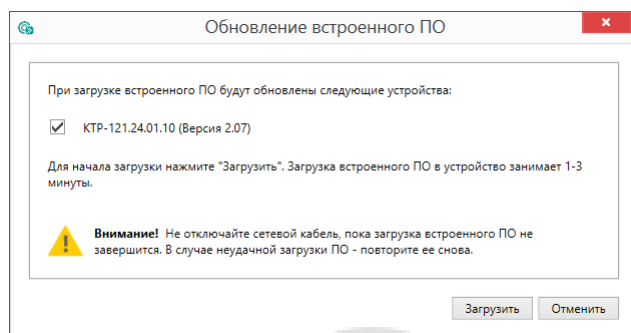 Обновление встроенного ПО
При загрузке встроенного ПО будут обновлены следующие устройства:
КТР-121.24.01.10 (Версия 2.07)
Для начала загрузки нажмите "Загрузить". Загрузка встроенного ПО в устройство занимает 1-3
минуты.
Внимание! Не отключайте сетевой кабель, пока загрузка встроенного ПО не
завершится. В случае неудачной загрузки ПО - повторите ее снова.
Загрузить Отменить